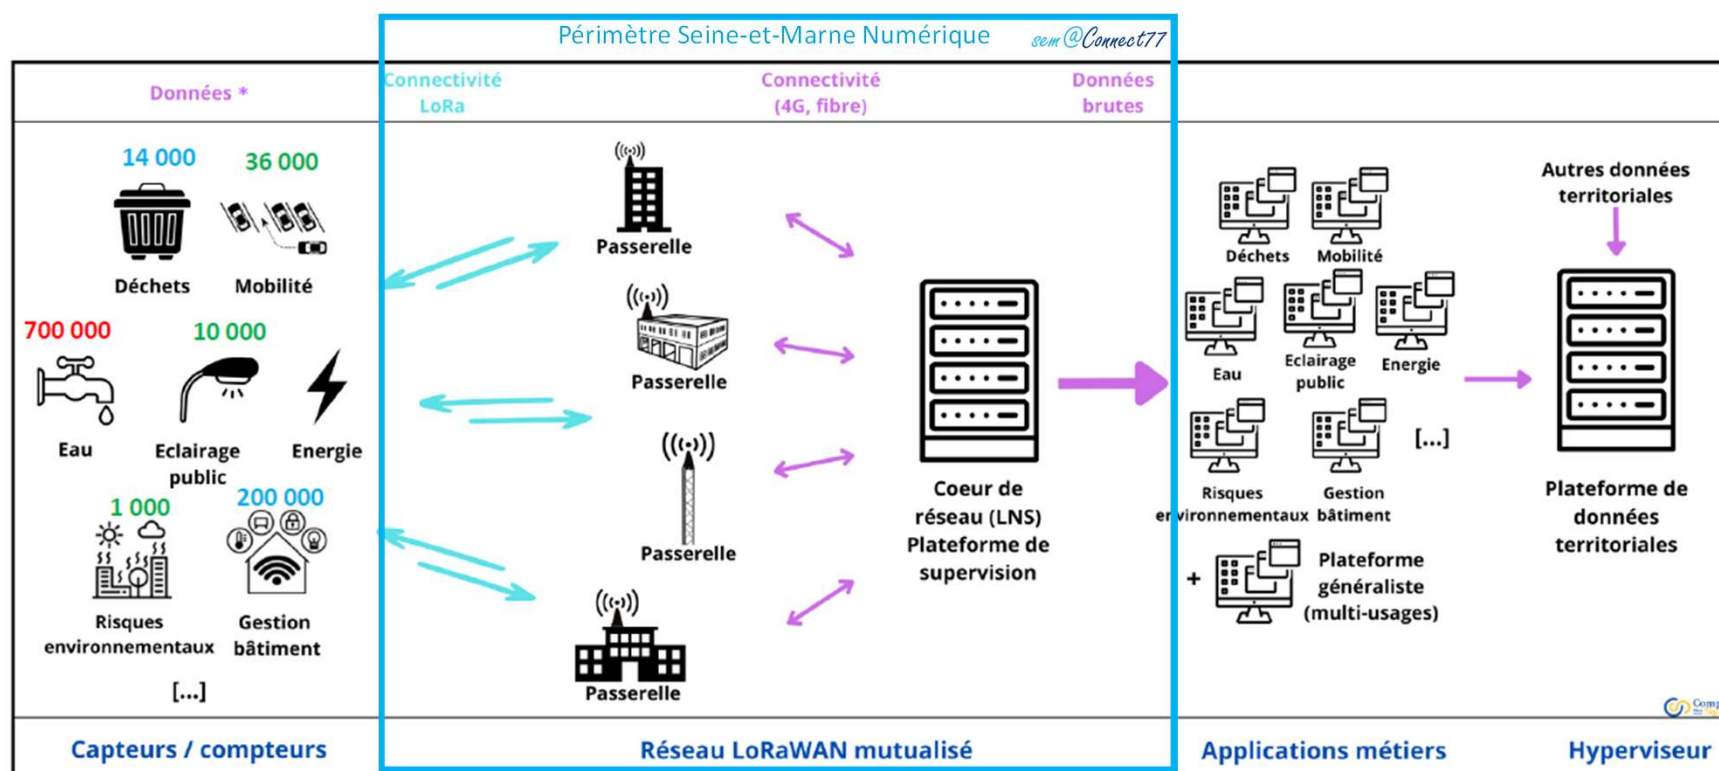 Périmètre Seine-et-Marne Numérique
sem@Connect77
Données *
Connectivité
LoRa
Connectivité
(4G, fibre)
Données
brutes
14 000
36 000
Déchets
Mobilité
700 000
10 000
Eau
Eclairage
public
Energie
1 000
200 000
Risques
environnementaux
Gestion
bâtiment
[...]
Passerelle
Passerelle
Passerelle
Passerelle
Coeur de
réseau (LNS)
Plateforme de
supervision
Déchets
Mobilité
Eau
Eclairage
public
Energie
Risques
environnementaux
Gestion
bâtiment
[...]
+
Plateforme
généraliste
(multi-usages)
Autres données
territoriales
Plateforme de
données
territoriales
Capteurs / compteurs
Réseau LoRaWAN mutualisé
Applications métiers
Hyperviseur